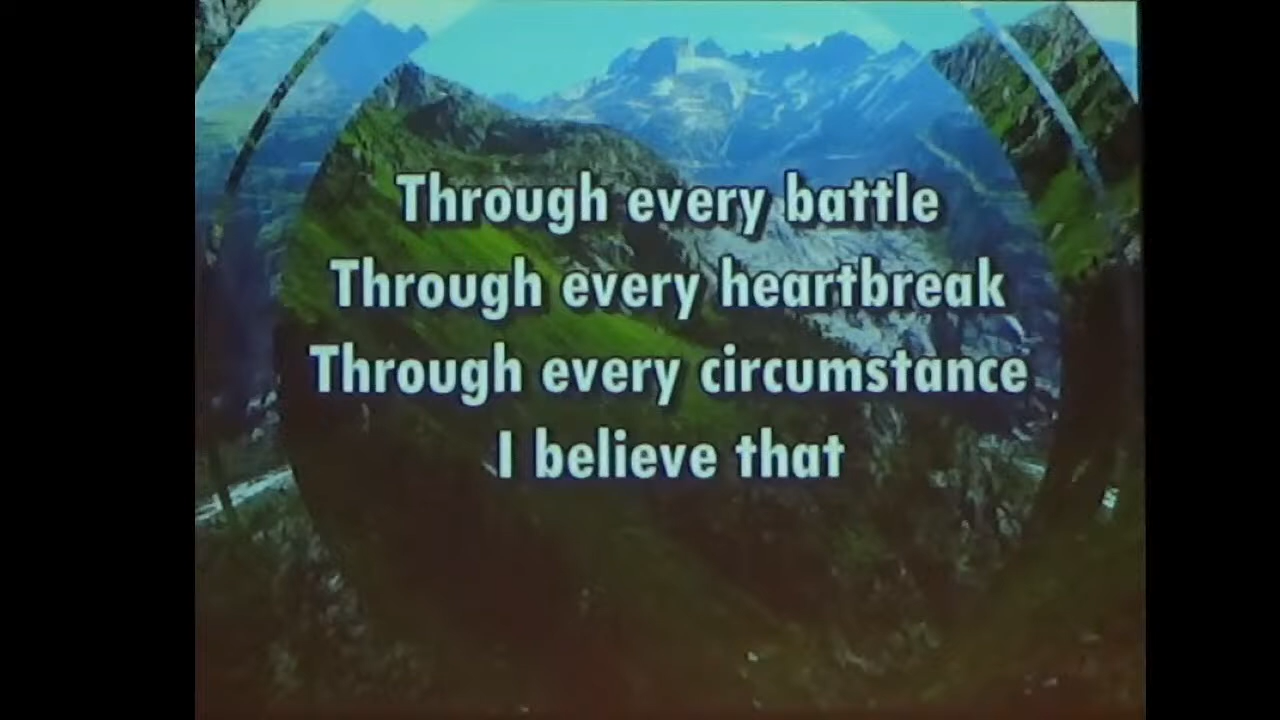 Through every battle
Through every heartbreak
Through every circumstance
I believe that